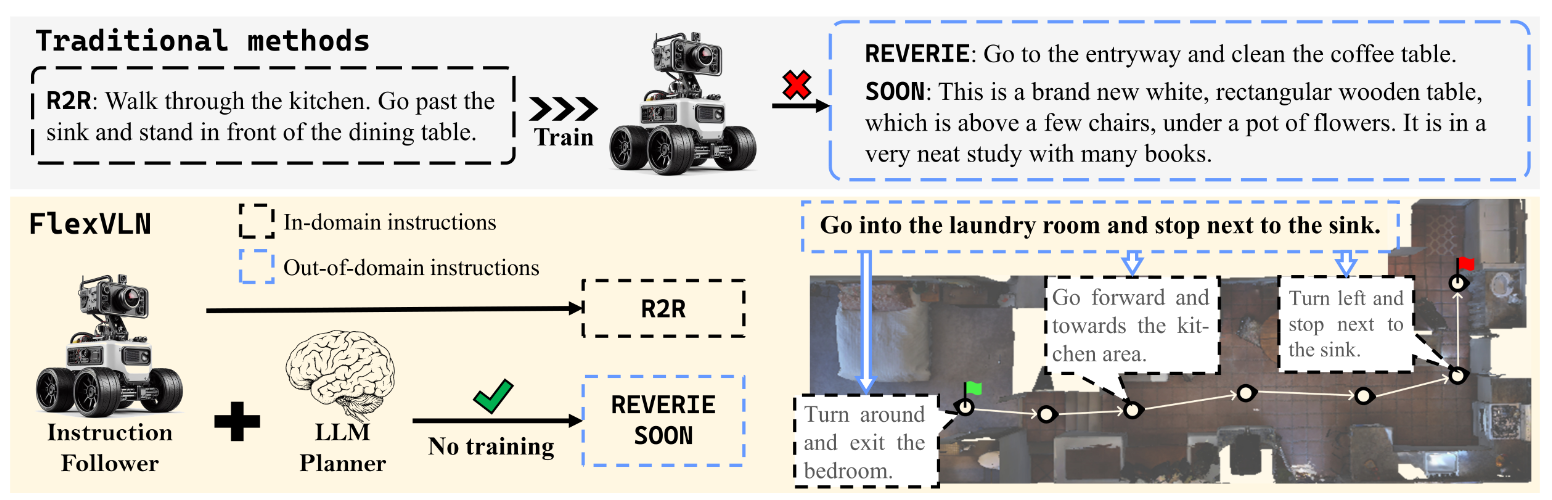 Traditional methods
R2R: Walk through the kitchen. Go past the
sink and stand in front of the dining table.
Train
REVERIE: Go to the entryway and clean the coffee table.
SOON: This is a brand new white, rectangular wooden table,
which is above a few chairs, under a pot of flowers. It is in a
very neat study with many books.
FlexVLN
In-domain instructions
Out-of-domain instructions
R2R
Instruction
Follower
LLM
Planner
No training
REVERIE
SOON
Go into the laundry room and stop next to the sink.
Turn around
and exit the
bedroom.
Go forward and
towards the kit-
chen area.
Turn left and
stop next to
the sink.